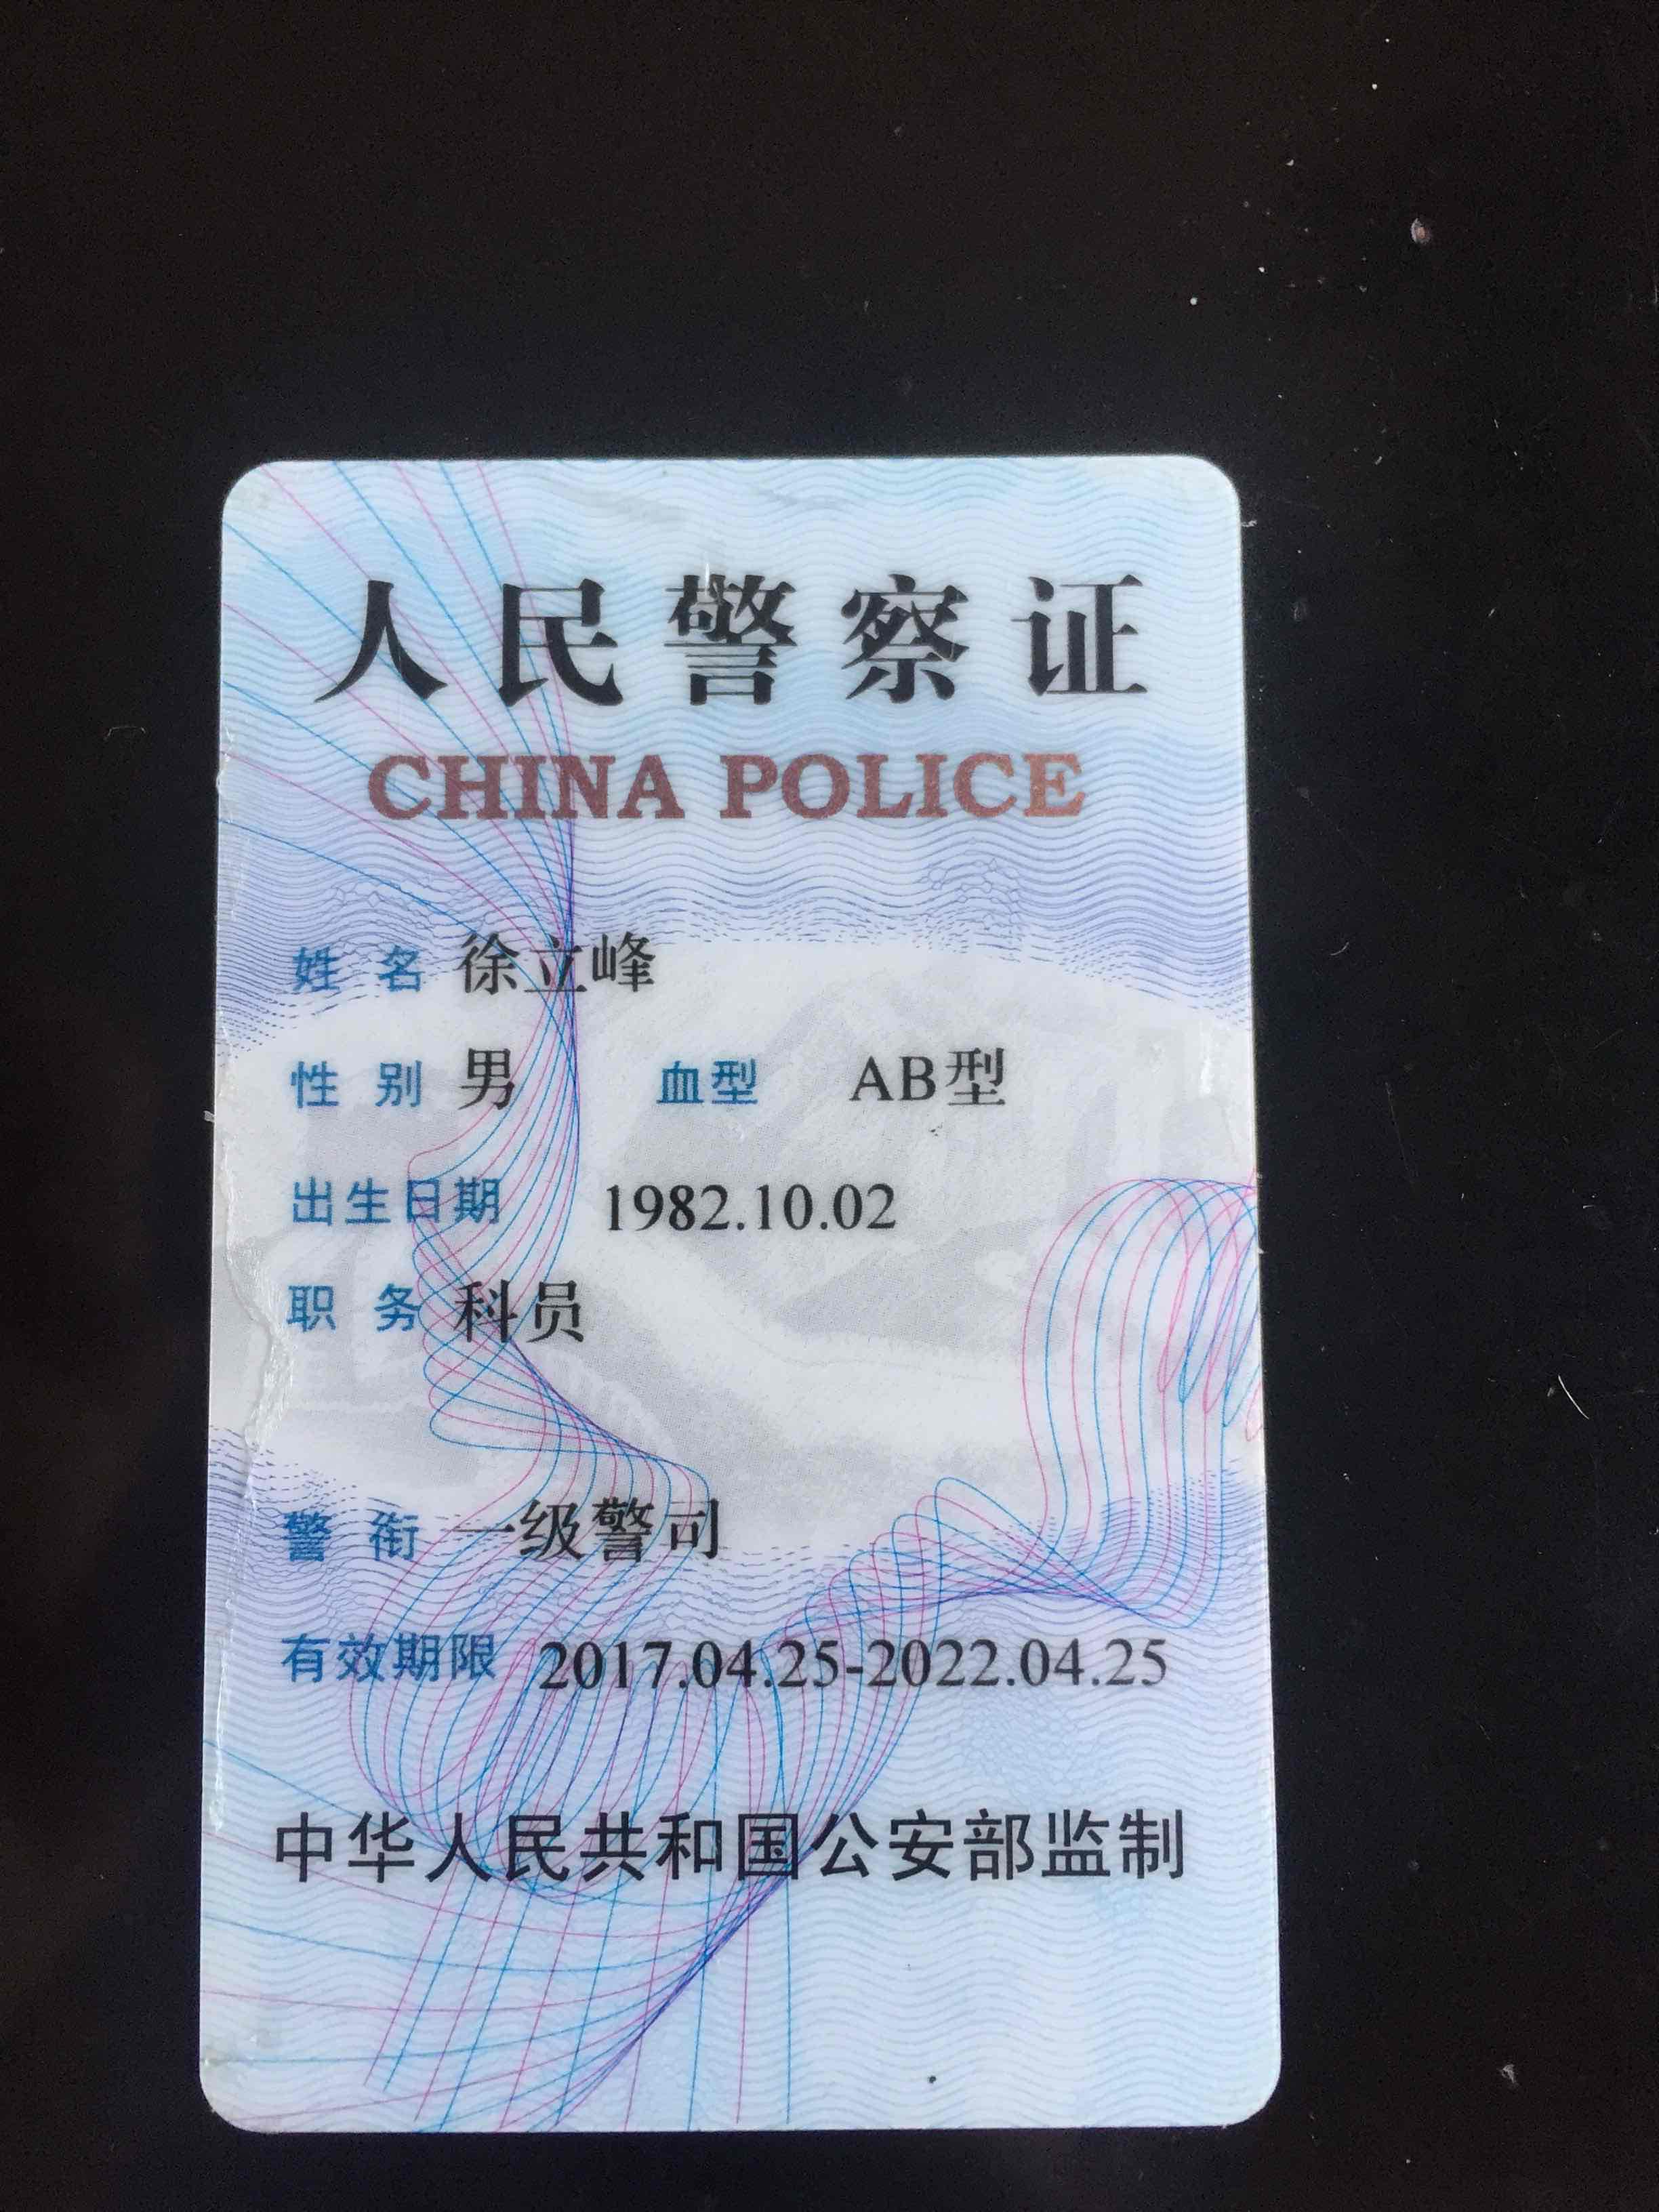 人民警察证
CHINA POLICE
姓 名 徐立峰
性 别 男 血型 AB型
出生日期 1982.10.02
职 务 科员
警 衔 一级警司
有效期限 2017.04.25-2022.04.25
中华人民共和国公安部监制